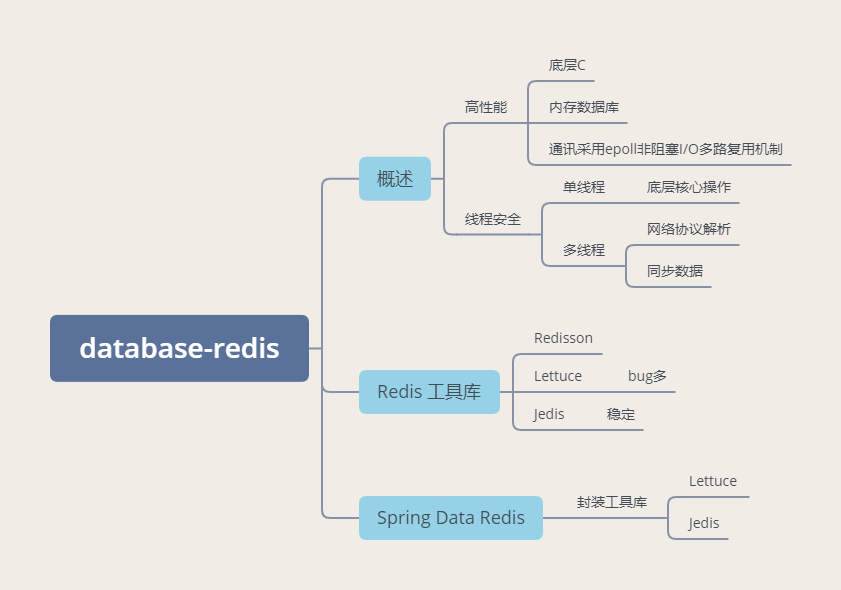 database-redis
概述
高性能
底层C
内存数据库
通讯采用epoll非阻塞I/O多路复用机制
线程安全
单线程
底层核心操作
多线程
网络协议解析
同步数据
Redis 工具库
Redisson
Lettuce
bug多
Jedis
稳定
Spring Data Redis
封装工具库
Lettuce
Jedis